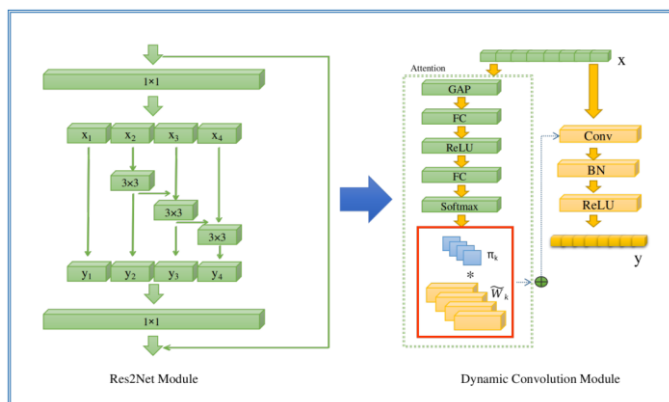 1×1
x1 x2 x3 x4
3×3
3×3
3×3
y1 y2 y3 y4
1×1
Res2Net Module
Attention
GAP
FC
ReLU
FC
Softmax
πk
*
W̃k
x
Conv
BN
ReLU
y
Dynamic Convolution Module